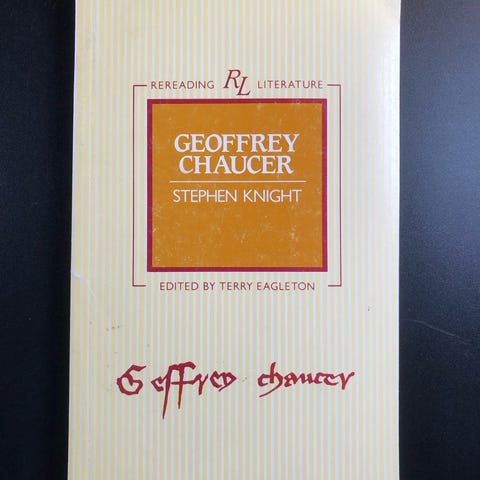 REREADING RL LITERATURE
GEOFFREY
CHAUCER
STEPHEN KNIGHT
EDITED BY TERRY EAGLETON
Geffrey chaucer